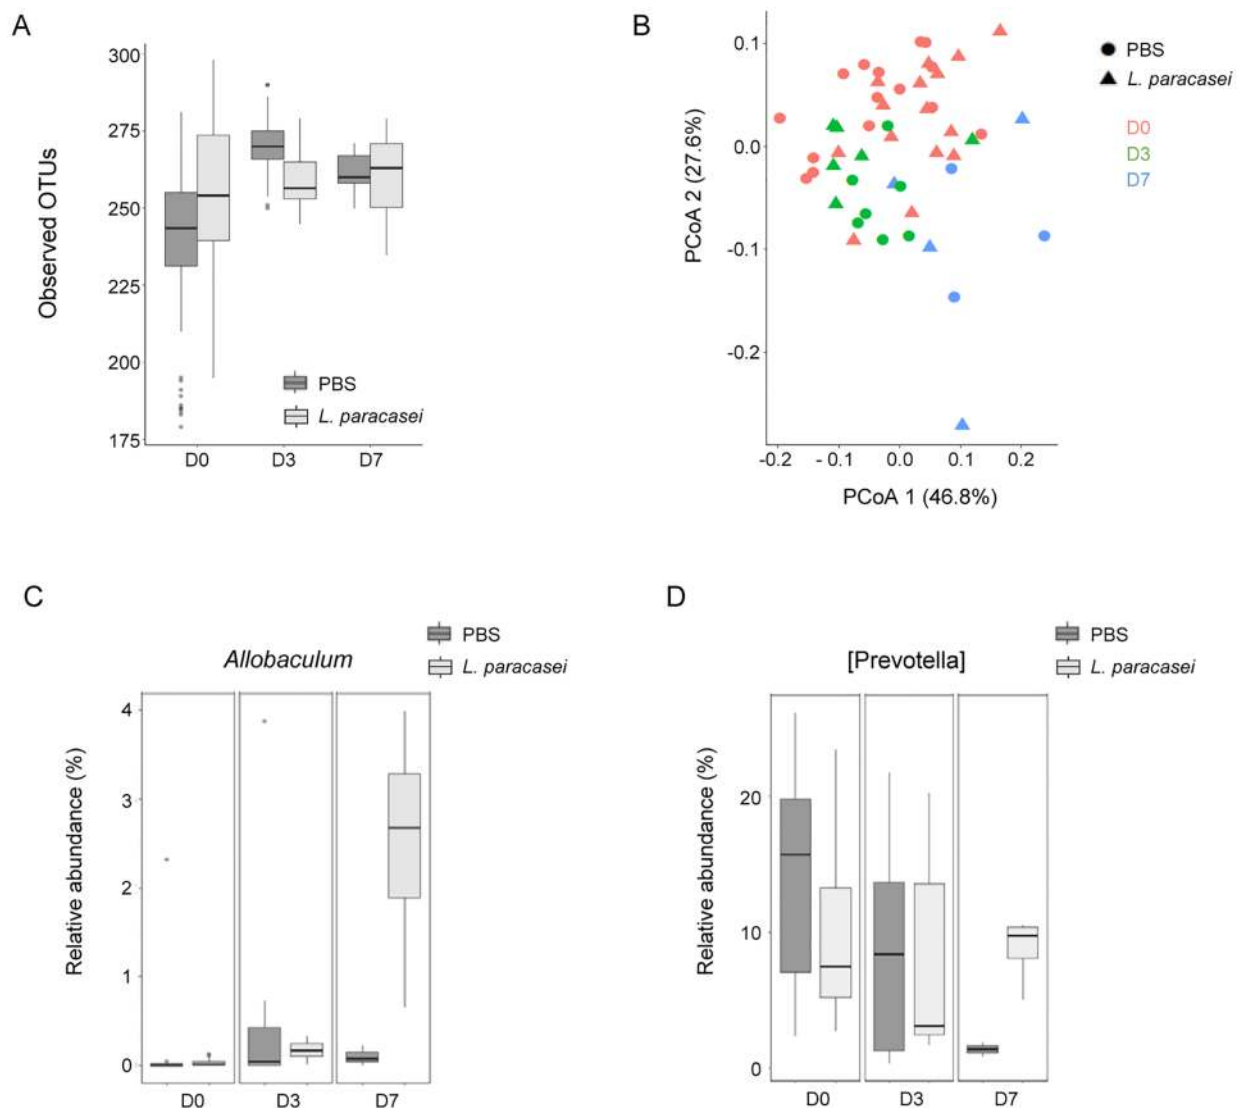 A
300
275
250
225
200
175
Observed OTUs
PBS
L. paracasei
D0
D3
D7
B
0.1
0.0
-0.1
-0.2
PCoA 2 (27.6%)
-0.2
- 0.1
0.0
0.1
0.2
PCoA 1 (46.8%)
PBS
L. paracasei
D0
D3
D7
C
PBS
L. paracasei
Allobaculum
4
3
2
1
0
Relative abundance (%)
D0
D3
D7
D
PBS
L. paracasei
[Prevotella]
20
10
0
Relative abundance (%)
D0
D3
D7